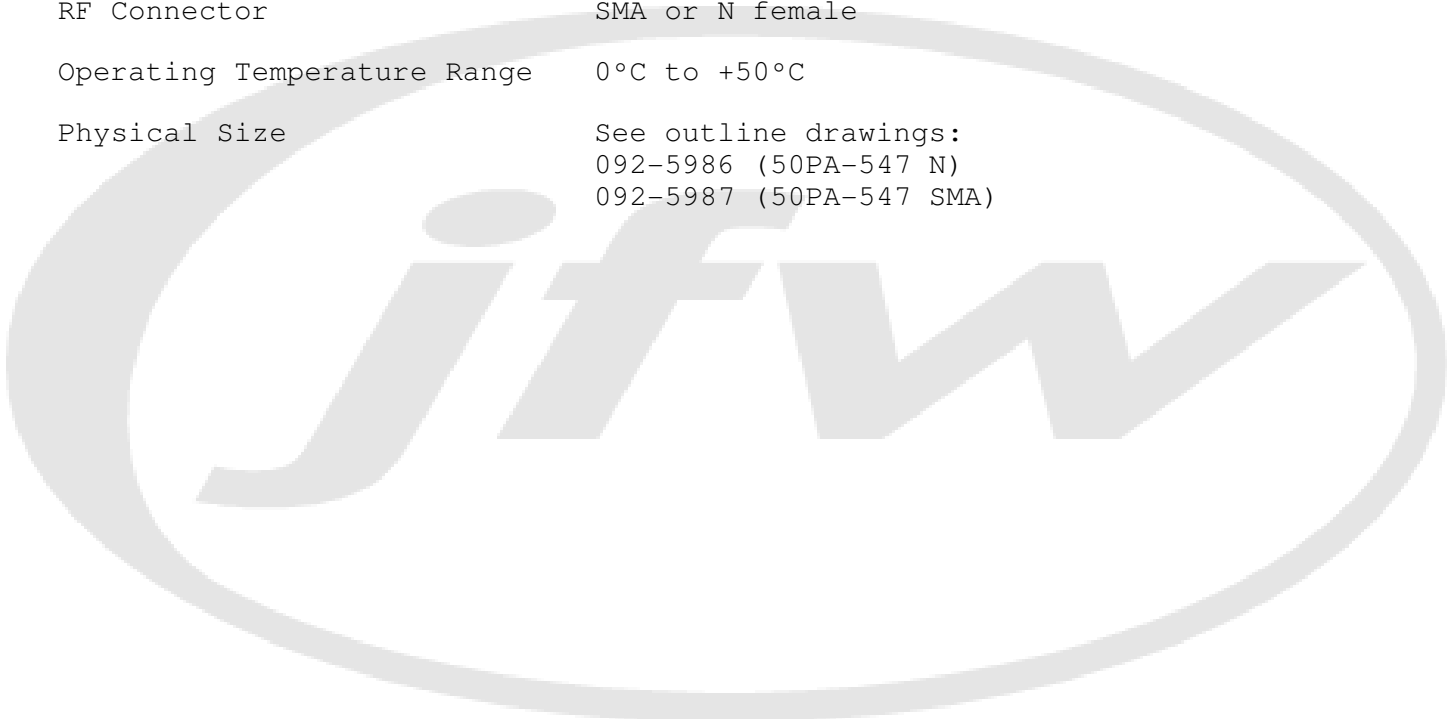 RF Connector SMA or N female
Operating Temperature Range 0°C to +50°C
Physical Size See outline drawings:
092-5986 (50PA-547 N)
092-5987 (50PA-547 SMA)
jfw